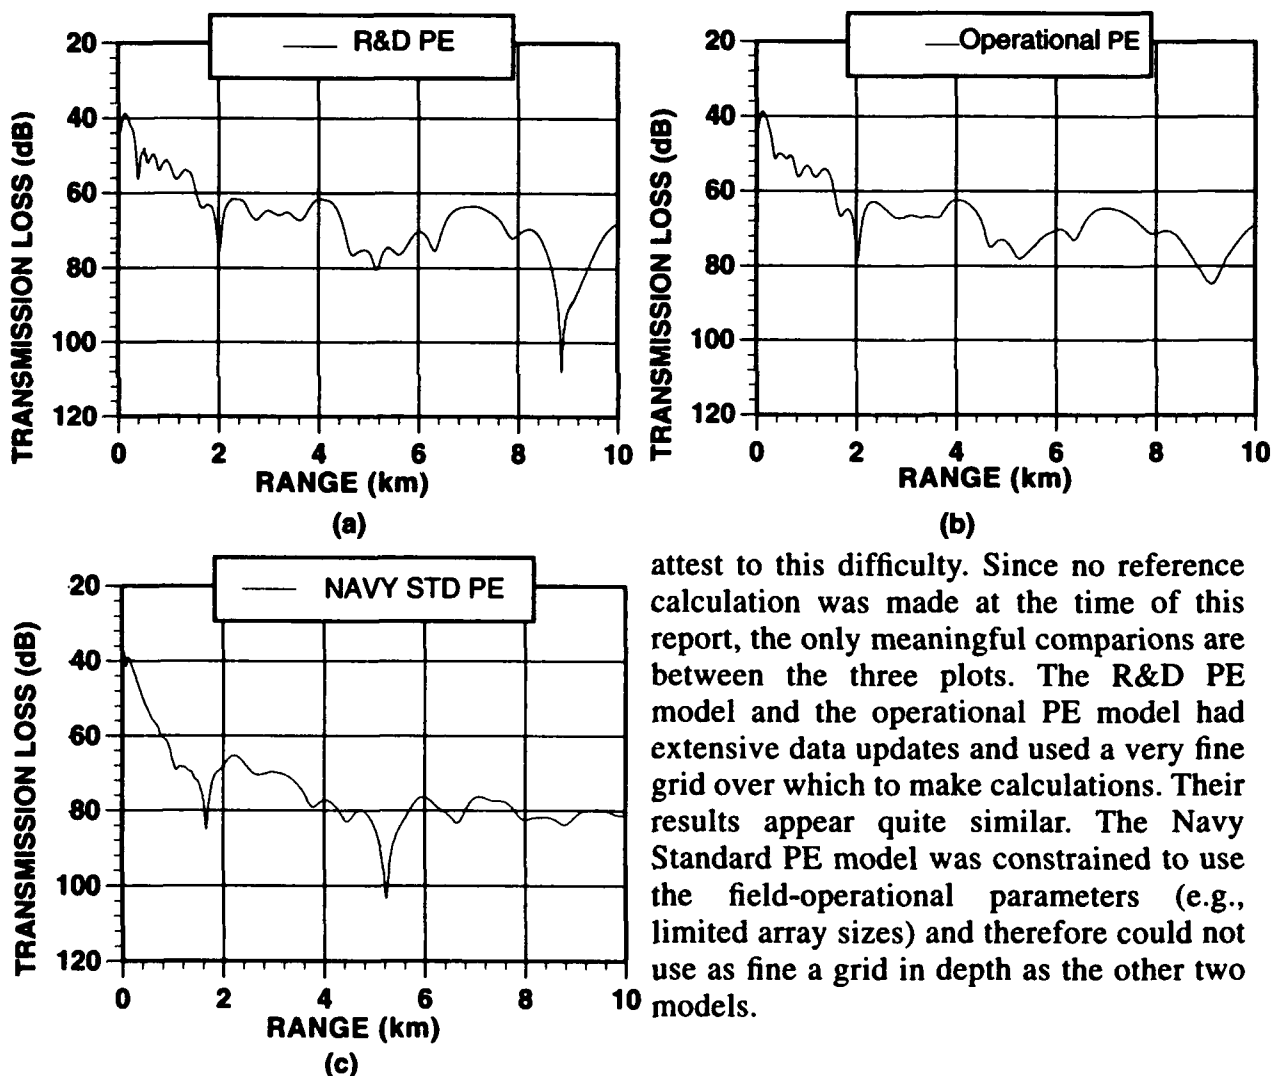 R&D PE
20
40
60
80
100
120
TRANSMISSION LOSS (dB)
0 2 4 6 8 10
RANGE (km)
(a)
Operational PE
20
40
60
80
100
120
TRANSMISSION LOSS (dB)
0 2 4 6 8 10
RANGE (km)
(b)
NAVY STD PE
20
40
60
80
100
120
TRANSMISSION LOSS (dB)
0 2 4 6 8 10
RANGE (km)
(c)
attest to this difficulty. Since no reference
calculation was made at the time of this
report, the only meaningful comparions are
between the three plots. The R&D PE
model and the operational PE model had
extensive data updates and used a very fine
grid over which to make calculations. Their
results appear quite similar. The Navy
Standard PE model was constrained to use
the field-operational parameters (e.g.,
limited array sizes) and therefore could not
use as fine a grid in depth as the other two
models.